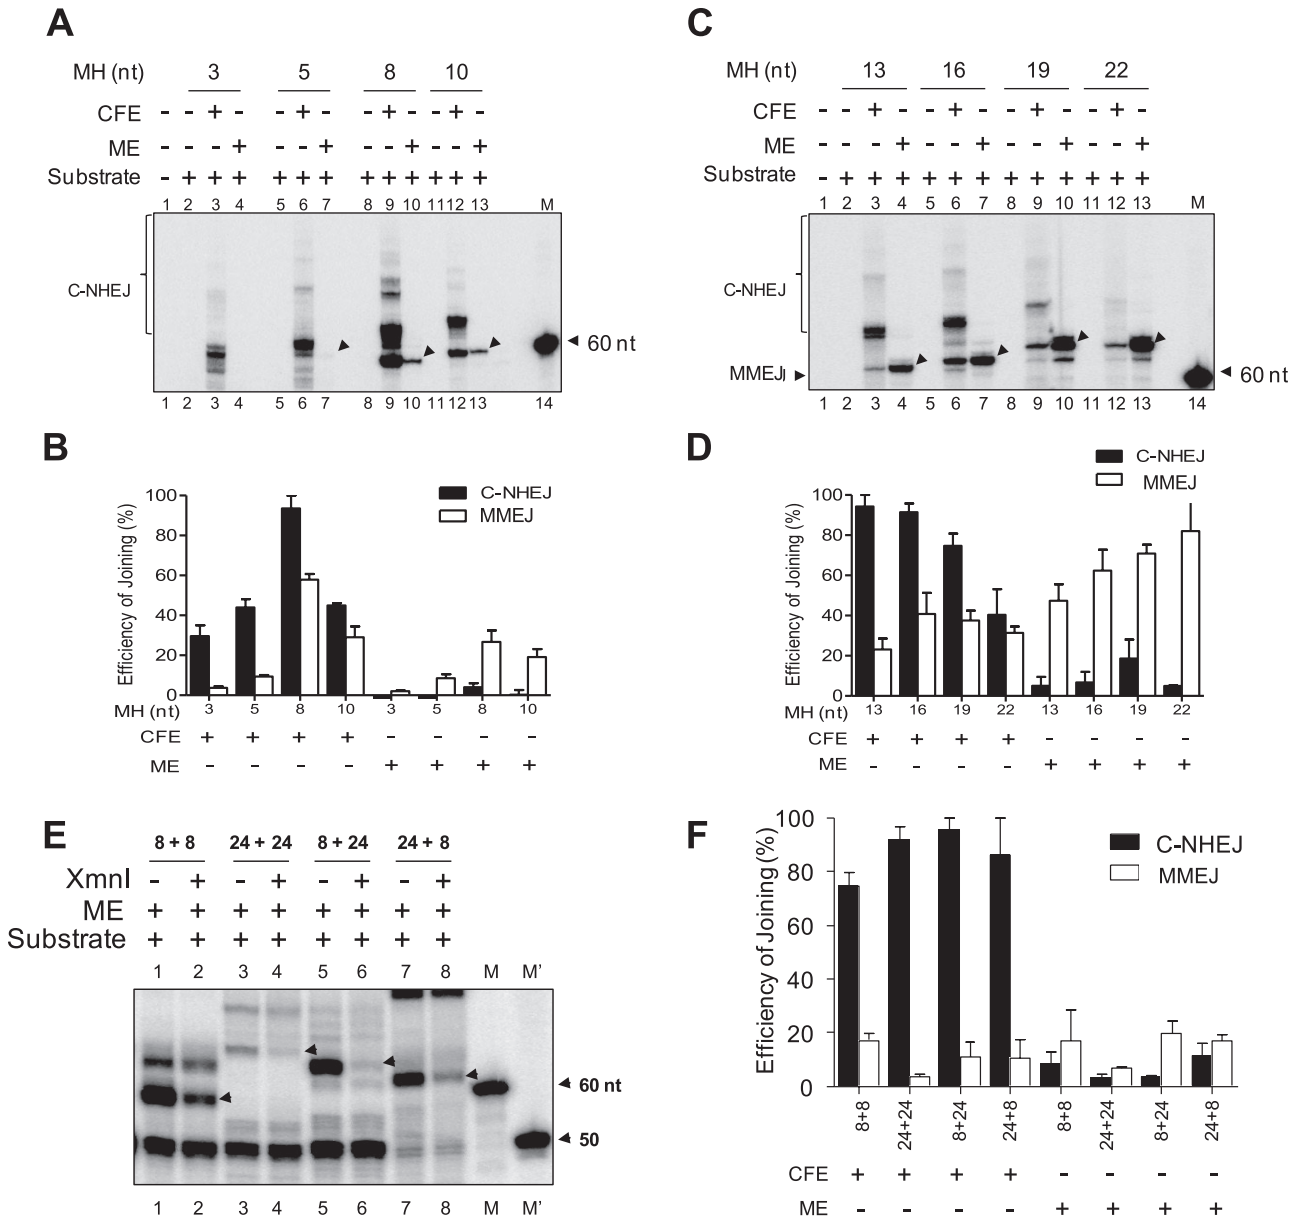 A
MH (nt) 3 5 8 10
CFE - - + - - + - - + - - + -
ME - - - + - - + - - + - - +
Substrate - + + + + + + + + + + + +
1 2 3 4 5 6 7 8 9 10 11 12 13 M
C-NHEJ
60 nt
1 2 3 4 5 6 7 8 9 10 11 12 13 14
C
MH (nt) 13 16 19 22
CFE - - + - - + - - + - - + -
ME - - - + - - + - - + - - +
Substrate - + + + + + + + + + + + +
1 2 3 4 5 6 7 8 9 10 11 12 13 M
C-NHEJ
MMEJ
60 nt
1 2 3 4 5 6 7 8 9 10 11 12 13 14
B
C-NHEJ
MMEJ
Efficiency of Joining (%)
100
80
60
40
20
0
MH (nt) 3 5 8 10 3 5 8 10
CFE + + + + - - - -
ME - - - - + + + +
D
C-NHEJ
MMEJ
Efficiency of Joining (%)
100
80
60
40
20
0
MH (nt) 13 16 19 22 13 16 19 22
CFE + + + + - - - -
ME - - - - + + + +
E
8 + 8 24 + 24 8 + 24 24 + 8
XmnI - + - + - + - +
ME + + + + + + + +
Substrate + + + + + + + +
1 2 3 4 5 6 7 8 M M'
60 nt
50
1 2 3 4 5 6 7 8 M M'
F
C-NHEJ
MMEJ
Efficiency of Joining (%)
100
80
60
40
20
0
8+8 24+24 8+24 24+8 8+8 24+24 8+24 24+8
CFE + + + + - - - -
ME - - - - + + + +